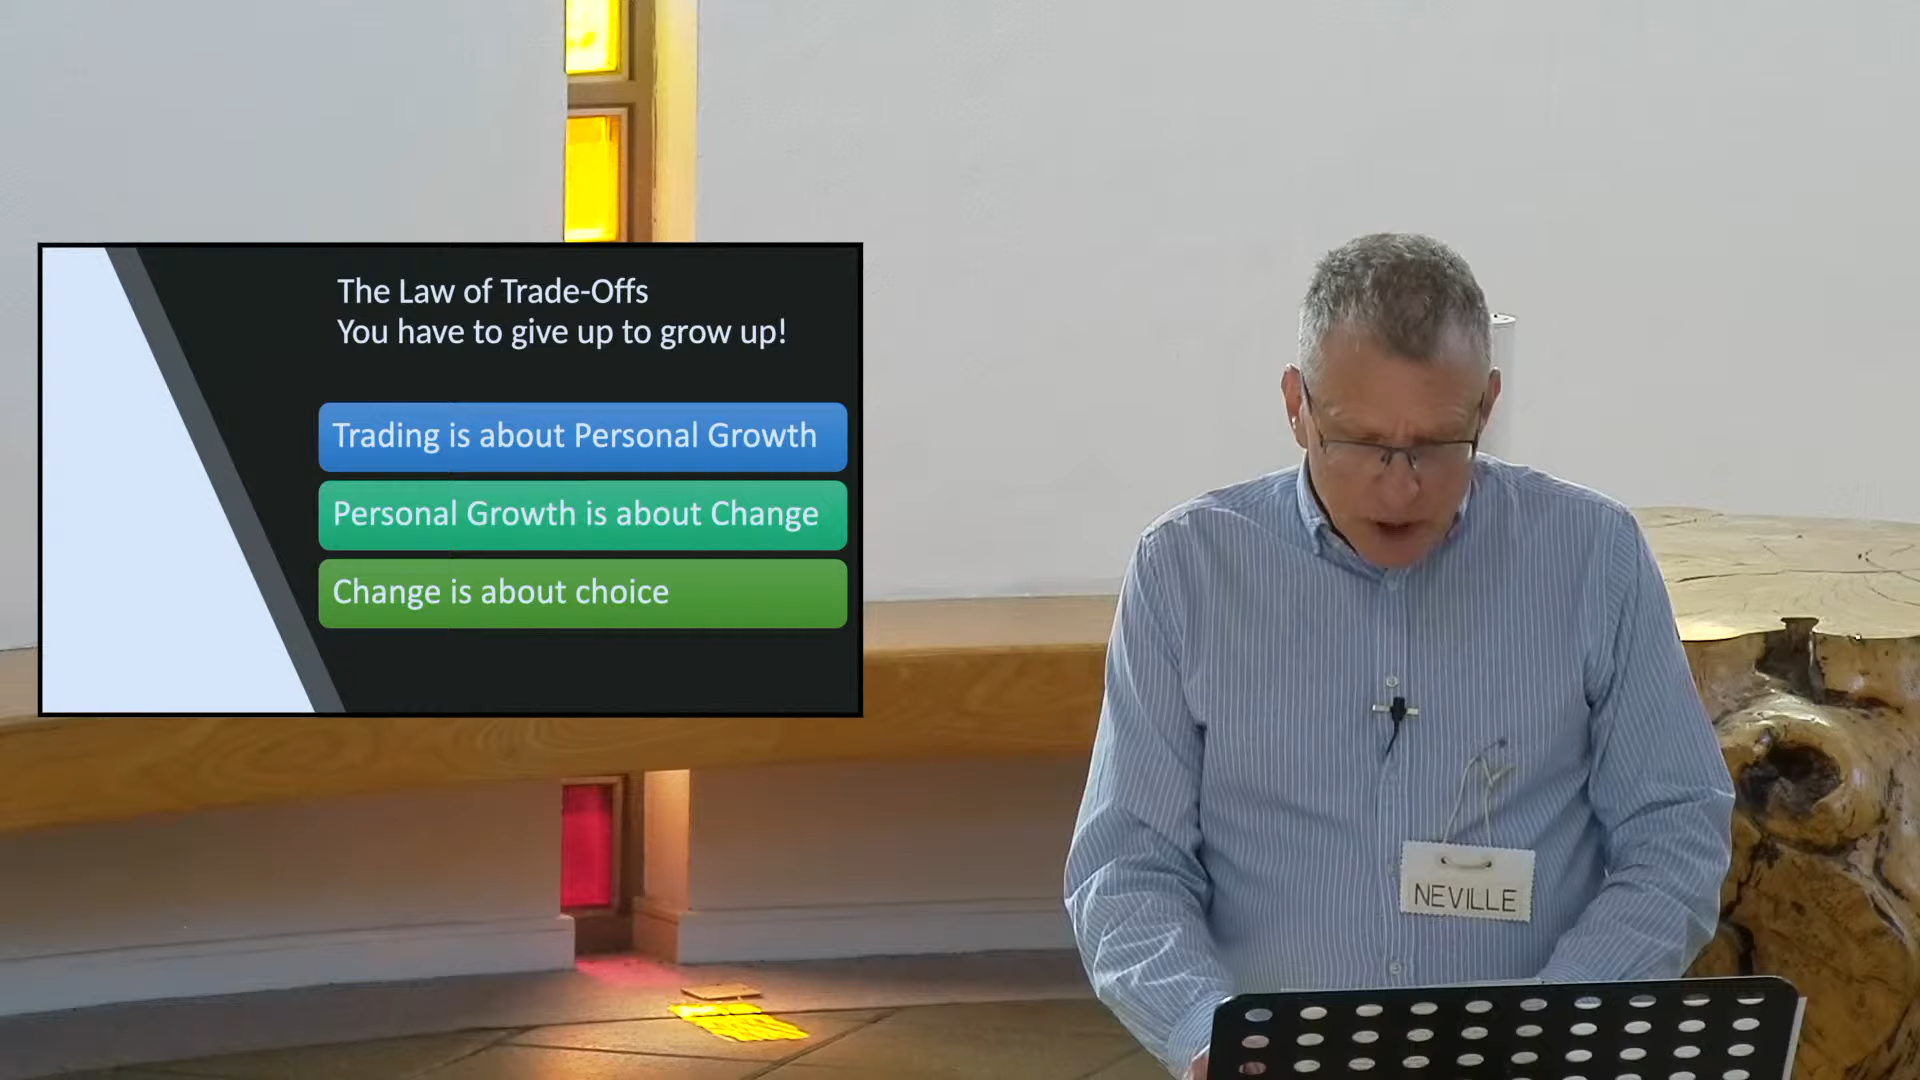 The Law of Trade-Offs
You have to give up to grow up!
Trading is about Personal Growth
Personal Growth is about Change
Change is about choice
NEVILLE